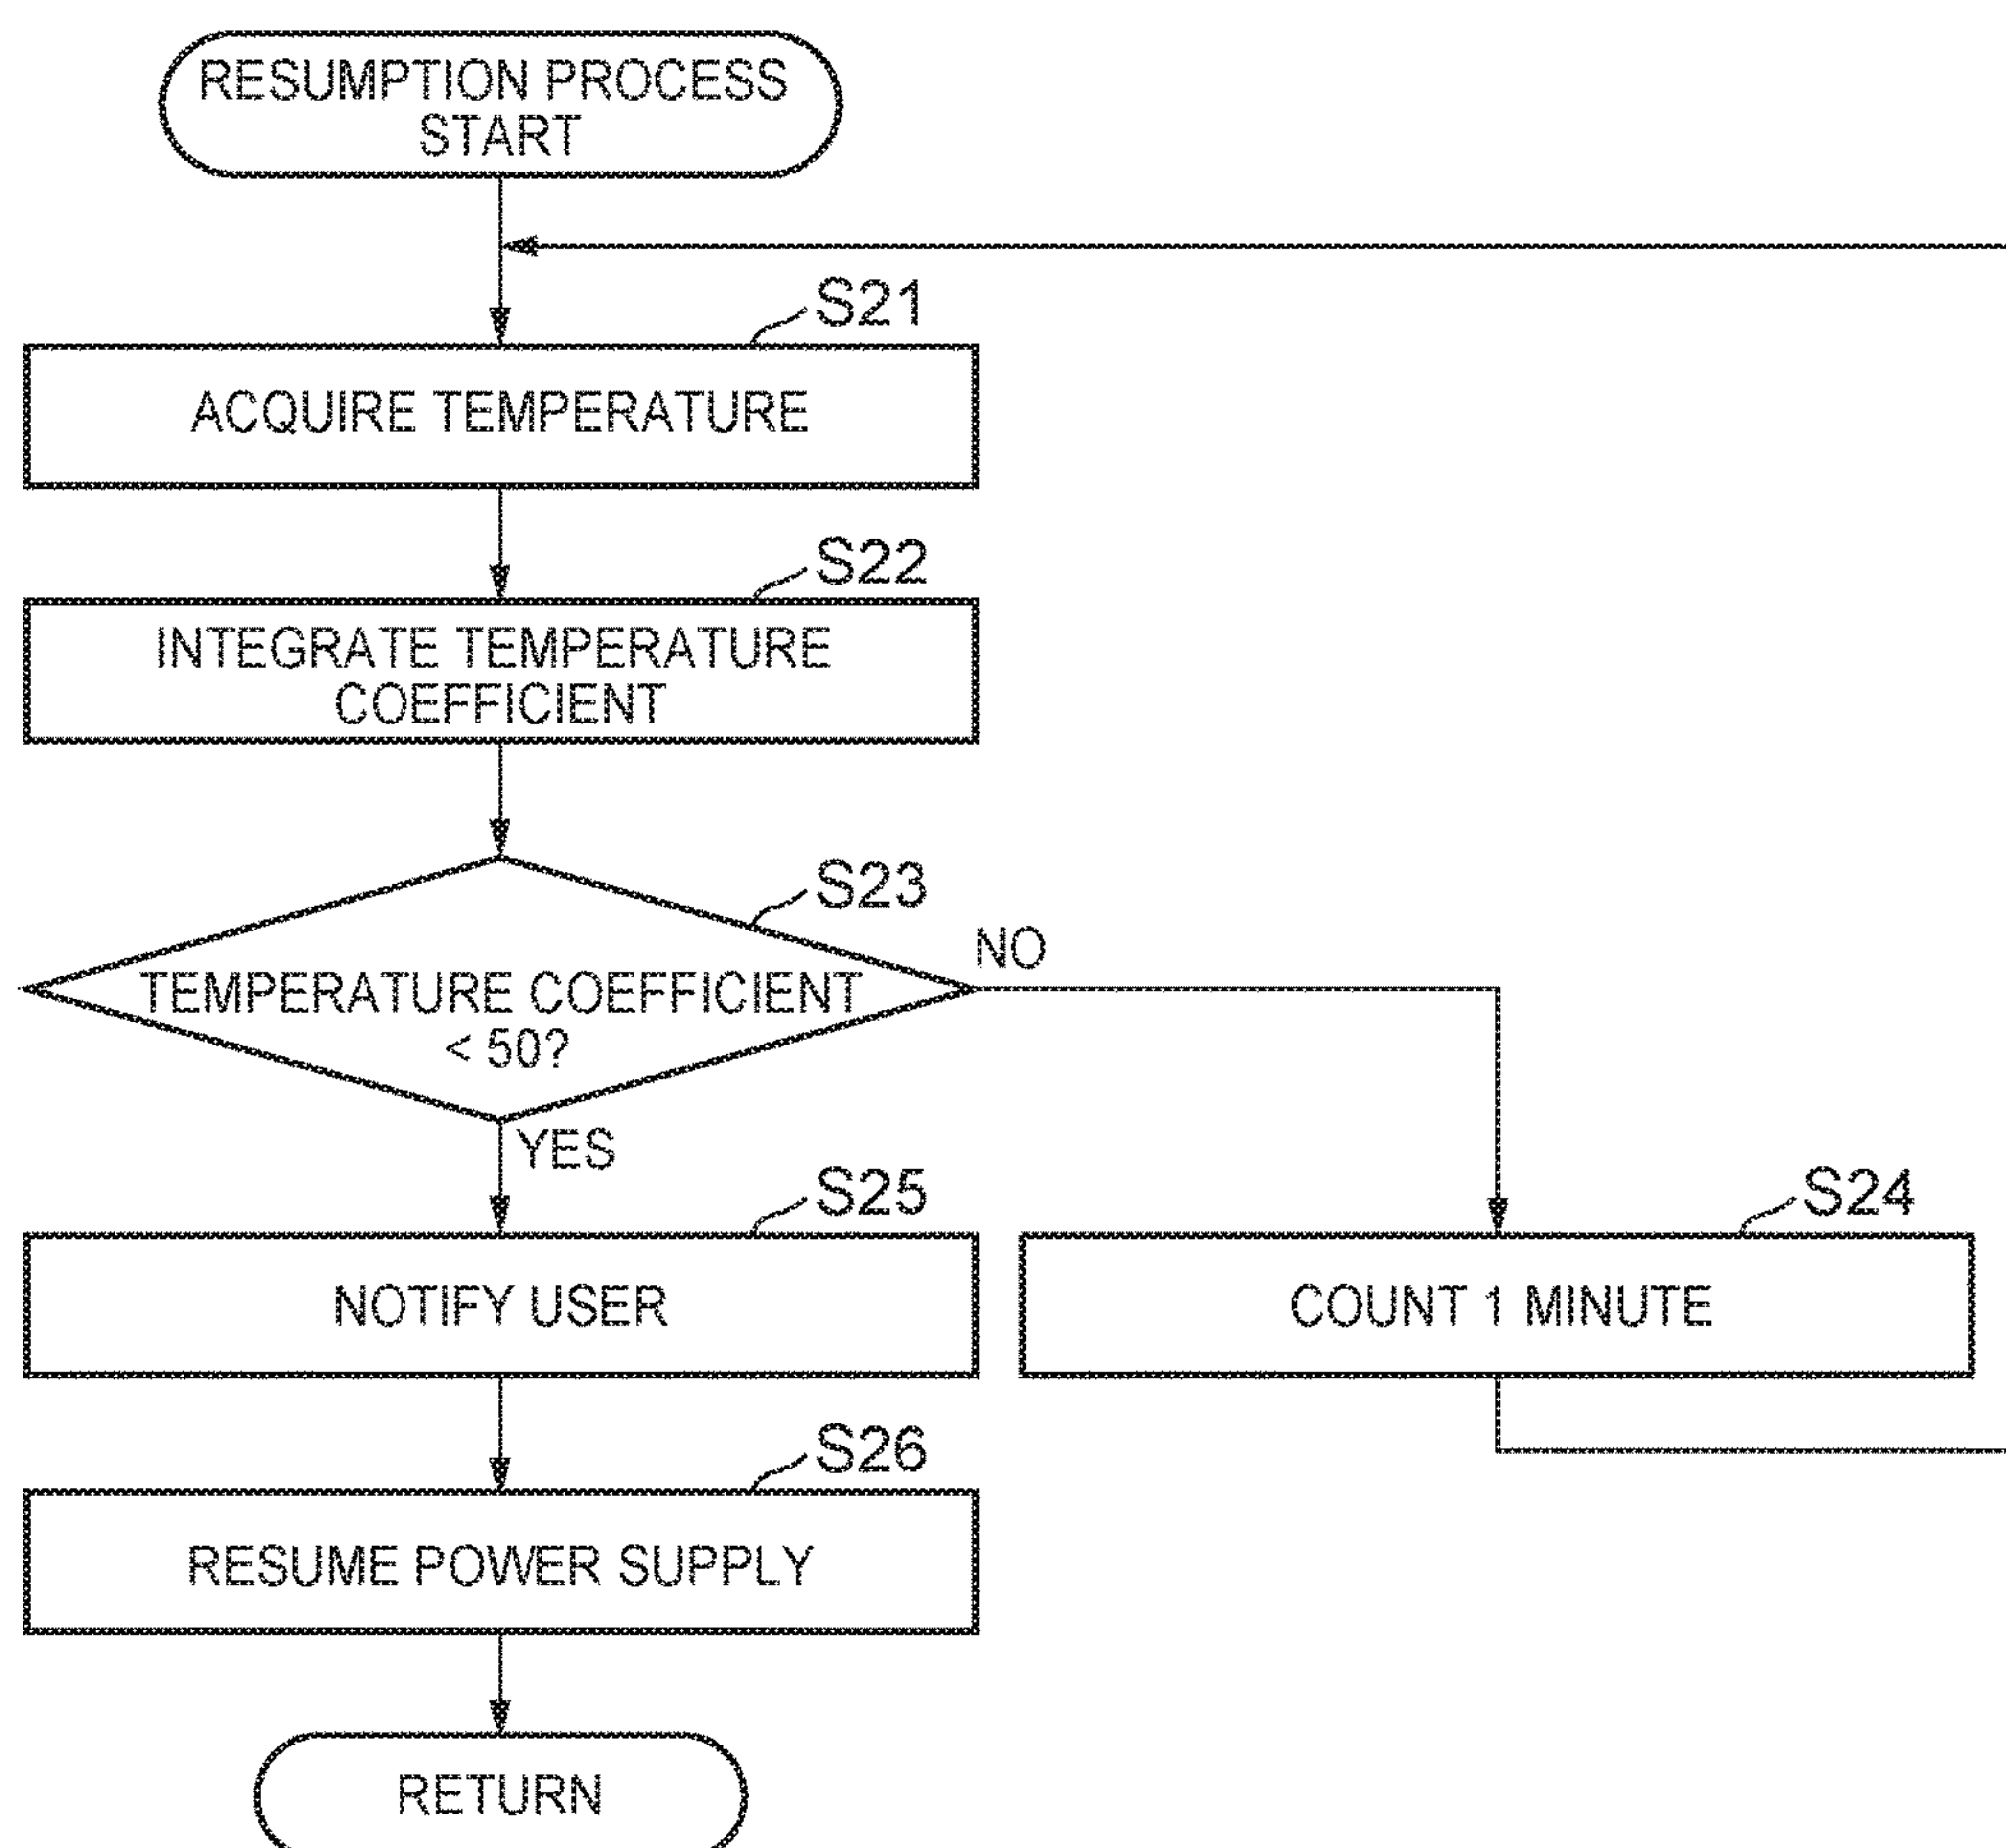 RESUMPTION PROCESS
START
S21
ACQUIRE TEMPERATURE
S22
INTEGRATE TEMPERATURE
COEFFICIENT
S23
TEMPERATURE COEFFICIENT
< 50?
NO
YES
S25
NOTIFY USER
S24
COUNT 1 MINUTE
S26
RESUME POWER SUPPLY
RETURN